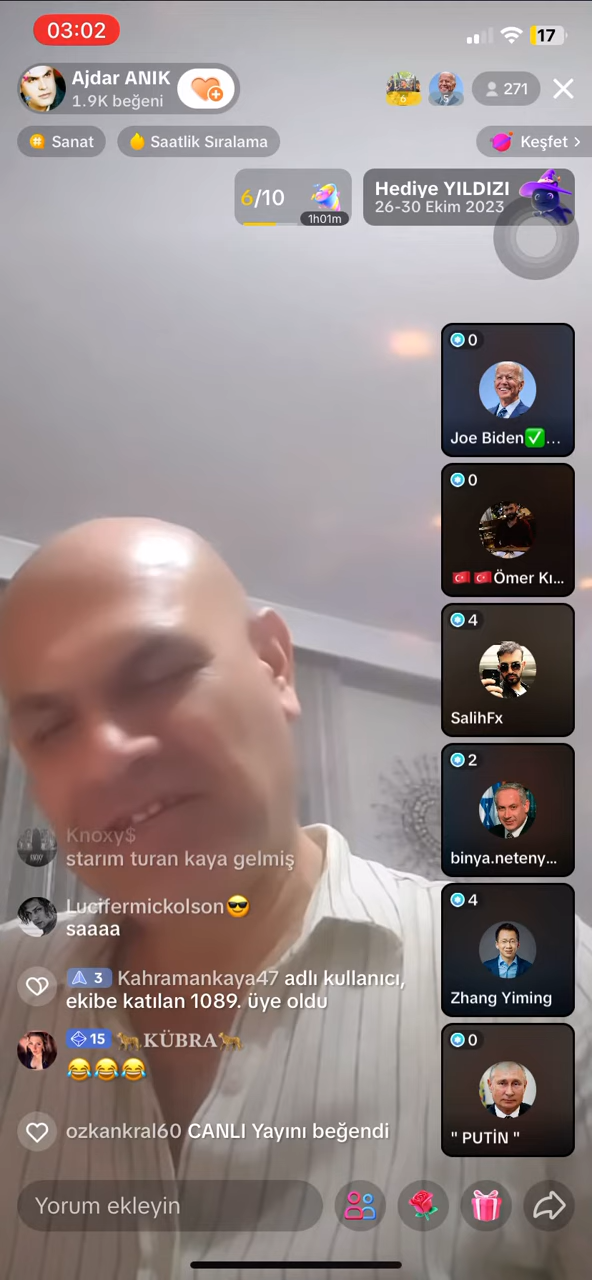 03:02
17
Ajdar ANIK
1.9K beğeni
6
5
271
Sanat
Saatlik Sıralama
Keşfet >
6/10
1h01m
Hediye YILDIZI
26-30 Ekim 2023
0
Joe Biden✅...
0
🇹🇷🇹🇷Ömer Kı...
4
SalihFx
2
binya.neteny...
4
Zhang Yiming
0
" PUTİN "
Knoxy$
starım turan kaya gelmiş
Lucifermickolson😎
saaaa
3 Kahramankaya47 adlı kullanıcı,
ekibe katılan 1089. üye oldu
15 🐆KÜBRA🐆
😂😂😂
ozkankral60 CANLI Yayını beğendi
Yorum ekleyin